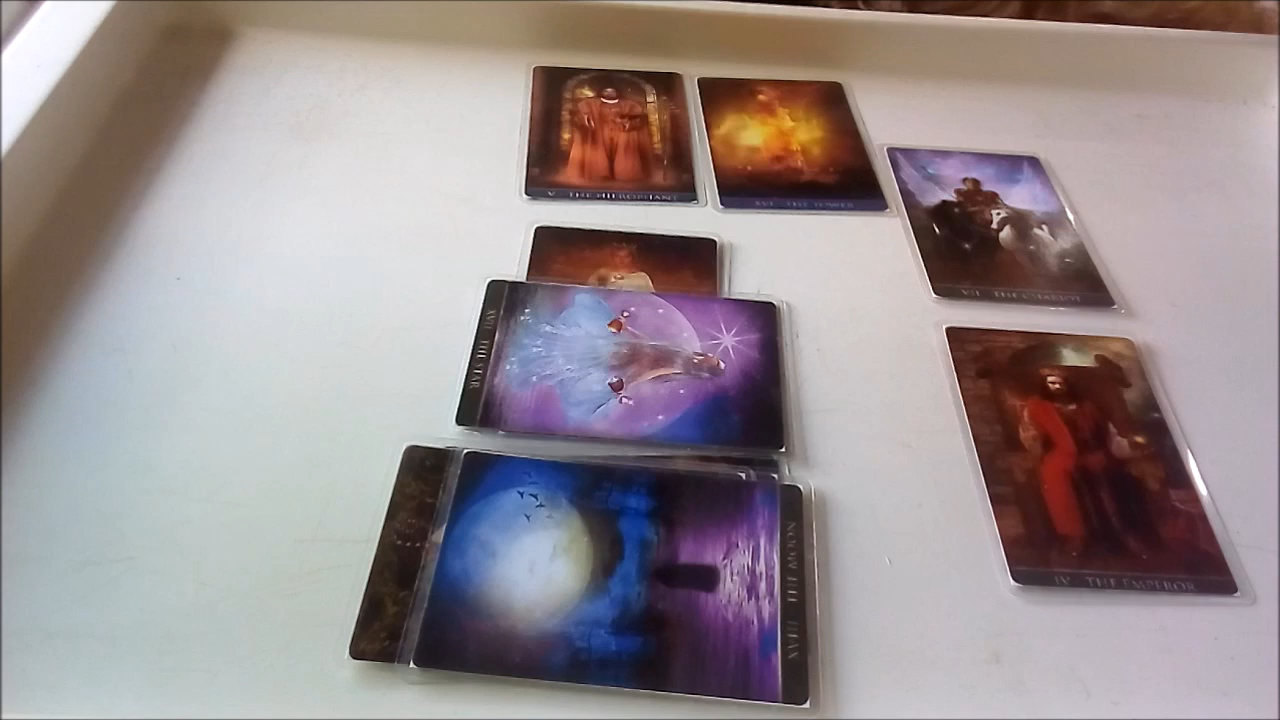 V THE HIEROPHANT
XVI THE TOWER
VII THE CHARIOT
XVII THE STAR
IV THE EMPEROR
XVIII THE MOON